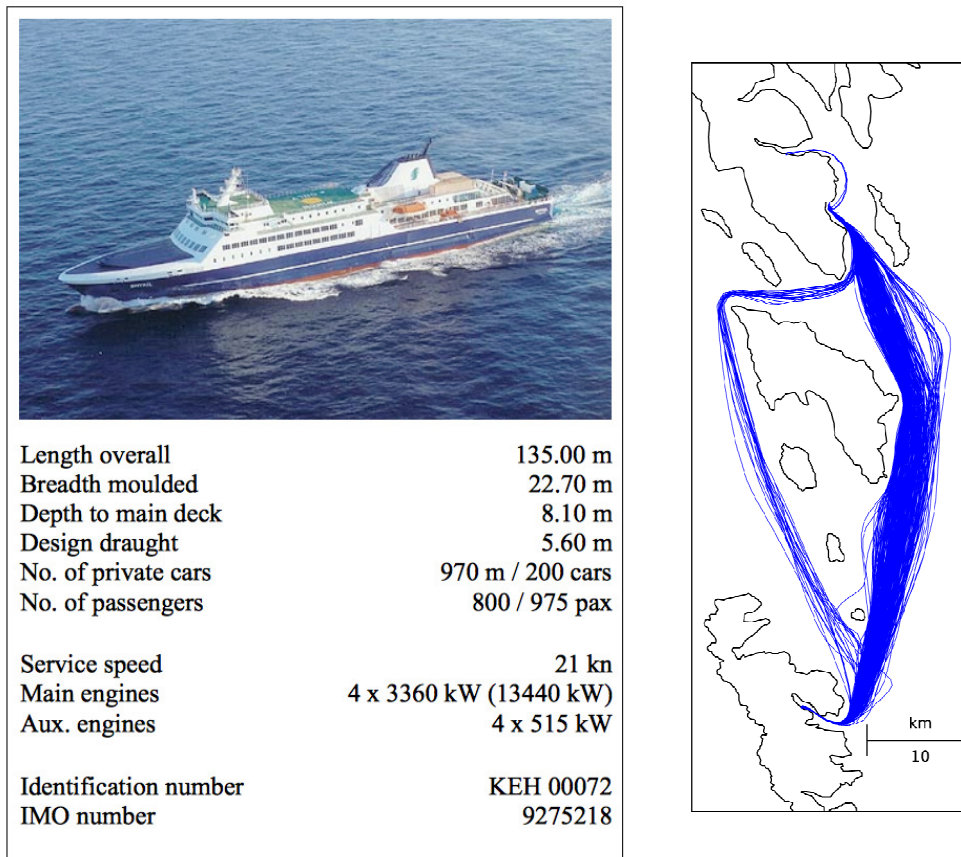 Length overall 135.00 m
Breadth moulded 22.70 m
Depth to main deck 8.10 m
Design draught 5.60 m
No. of private cars 970 m / 200 cars
No. of passengers 800 / 975 pax
Service speed 21 kn
Main engines 4 x 3360 kW (13440 kW)
Aux. engines 4 x 515 kW
Identification number KEH 00072
IMO number 9275218
km
10